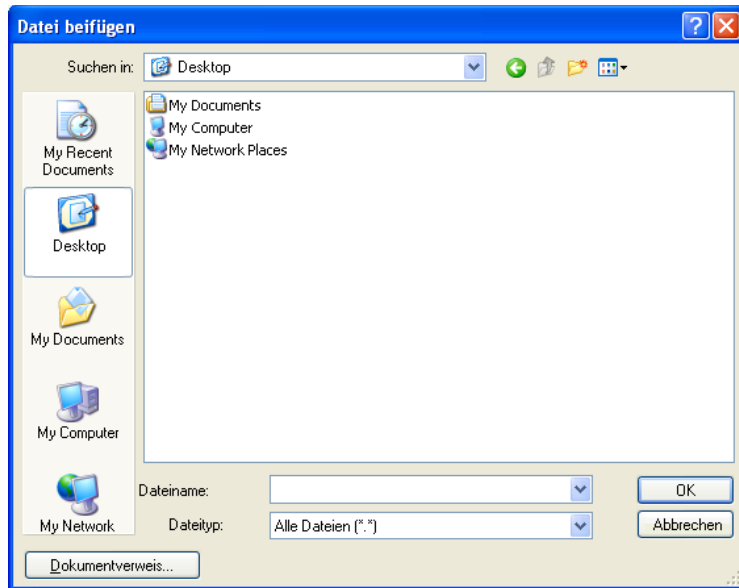 Datei beifügen
Suchen in: Desktop
My Documents
My Computer
My Network Places
My Recent
Documents
Desktop
My Documents
My Computer
My Network
Dateiname:
OK
Dateityp: Alle Dateien (*.*)
Abbrechen
Dokumentverweis...